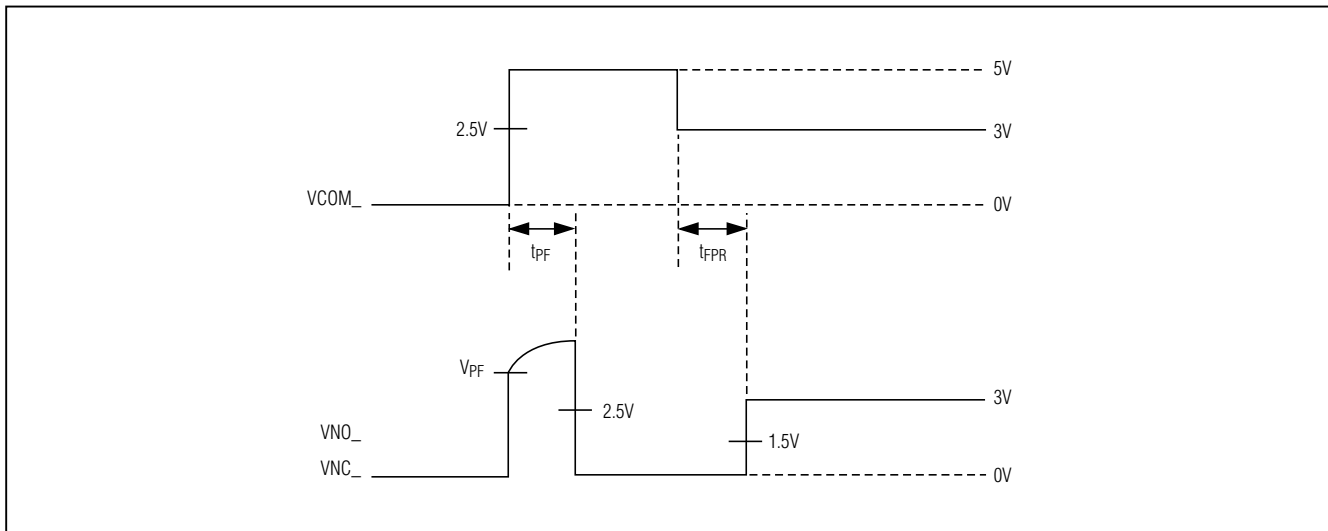 5V
2.5V
3V
VCOM_
0V
tPF
tFPR
VPF
3V
2.5V
VNO_
1.5V
VNC_
0V